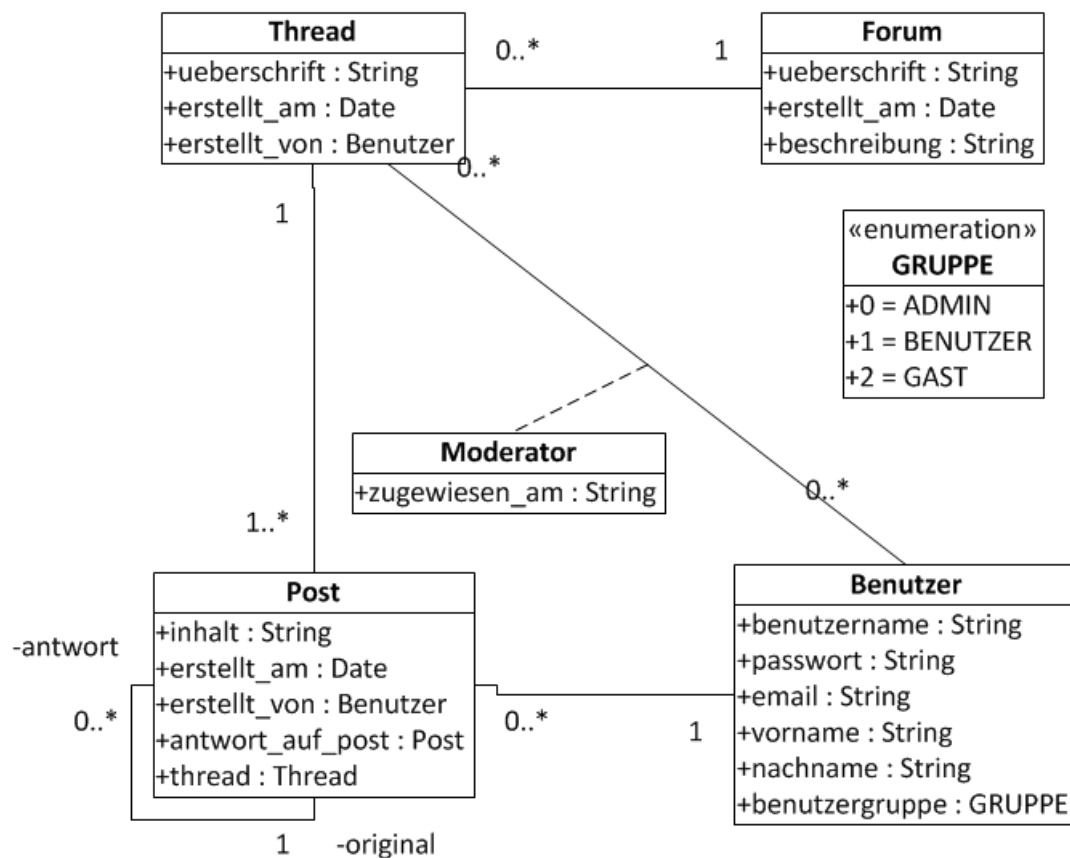 Thread
+ueberschrift : String
+erstellt_am : Date
+erstellt_von : Benutzer
0..*
1
Forum
+ueberschrift : String
+erstellt_am : Date
+beschreibung : String
0..*
1
«enumeration»
GRUPPE
+0 = ADMIN
+1 = BENUTZER
+2 = GAST
Moderator
+zugewiesen_am : String
0..*
1..*
Post
+inhalt : String
+erstellt_am : Date
+erstellt_von : Benutzer
+antwort_auf_post : Post
+thread : Thread
-antwort
0..*
1
-original
0..*
1
Benutzer
+benutzername : String
+passwort : String
+email : String
+vorname : String
+nachname : String
+benutzergruppe : GRUPPE